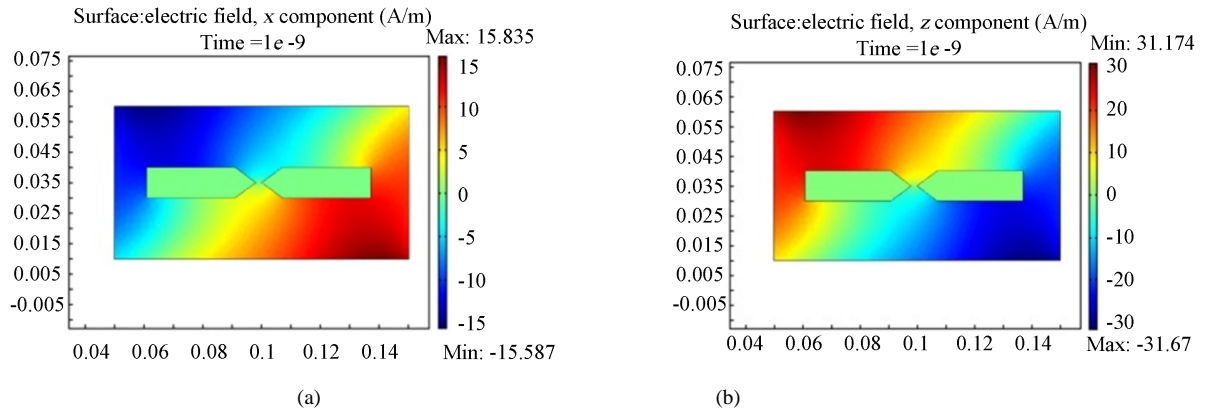 Surface:electric field, x component (A/m)
Time =1e -9
Max: 15.835
0.075
0.065
0.055
0.045
0.035
0.025
0.015
0.005
-0.005
0.04 0.06 0.08 0.1 0.12 0.14
15
10
5
0
-5
-10
-15
Min: -15.587
(a)
Surface:electric field, z component (A/m)
Time =1e -9
Min: 31.174
0.075
0.065
0.055
0.045
0.035
0.025
0.015
0.005
-0.005
0.04 0.06 0.08 0.1 0.12 0.14
30
20
10
0
-10
-20
-30
Max: -31.67
(b)